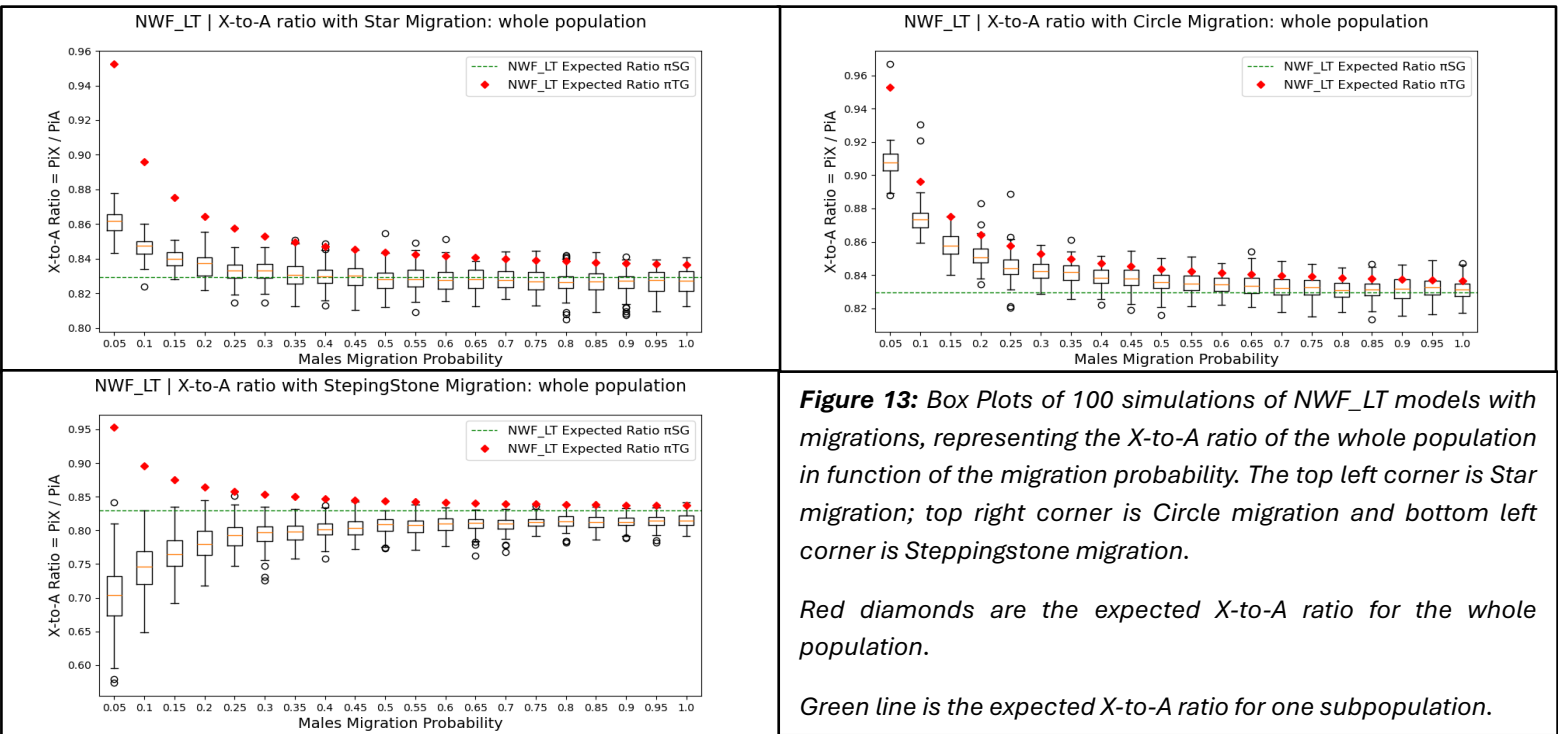 NWF_LT | X-to-A ratio with Star Migration: whole population
0.96
0.94
0.92
0.90
0.88
0.86
0.84
0.82
0.80
X-to-A Ratio = PiX / PiA
NWF_LT Expected Ratio πSG
NWF_LT Expected Ratio πTG
0.05 0.1 0.15 0.2 0.25 0.3 0.35 0.4 0.45 0.5 0.55 0.6 0.65 0.7 0.75 0.8 0.85 0.9 0.95 1.0
Males Migration Probability
NWF_LT | X-to-A ratio with Circle Migration: whole population
0.96
0.94
0.92
0.90
0.88
0.86
0.84
0.82
X-to-A Ratio = PiX / PiA
NWF_LT Expected Ratio πSG
NWF_LT Expected Ratio πTG
0.05 0.1 0.15 0.2 0.25 0.3 0.35 0.4 0.45 0.5 0.55 0.6 0.65 0.7 0.75 0.8 0.85 0.9 0.95 1.0
Males Migration Probability
NWF_LT | X-to-A ratio with StepingStone Migration: whole population
0.95
0.90
0.85
0.80
0.75
0.70
0.65
0.60
X-to-A Ratio = PiX / PiA
NWF_LT Expected Ratio πSG
NWF_LT Expected Ratio πTG
0.05 0.1 0.15 0.2 0.25 0.3 0.35 0.4 0.45 0.5 0.55 0.6 0.65 0.7 0.75 0.8 0.85 0.9 0.95 1.0
Males Migration Probability
Figure 13: Box Plots of 100 simulations of NWF_LT models with
migrations, representing the X-to-A ratio of the whole population
in function of the migration probability. The top left corner is Star
migration; top right corner is Circle migration and bottom left
corner is Steppingstone migration.
Red diamonds are the expected X-to-A ratio for the whole
population.
Green line is the expected X-to-A ratio for one subpopulation.